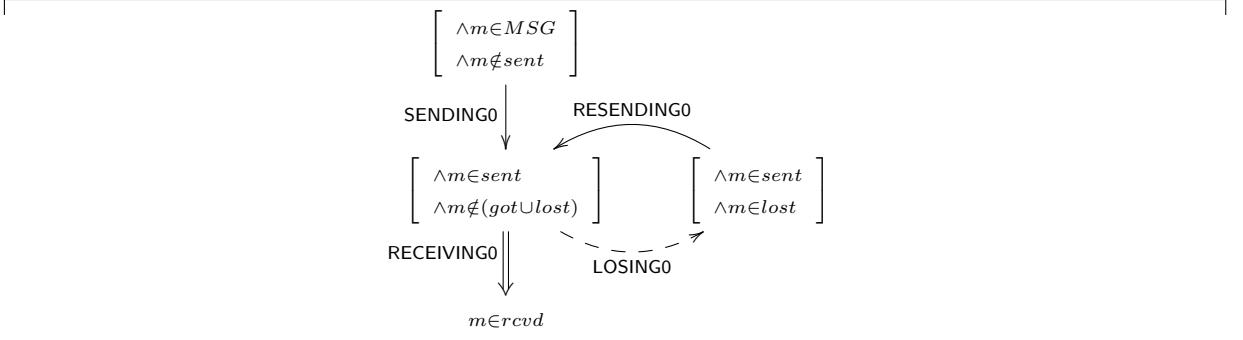 ∧m∈MSG
∧m∉sent
SENDING0
RESENDING0
∧m∈sent
∧m∉(got∪lost)
∧m∈sent
∧m∈lost
RECEIVING0
LOSING0
m∈rcvd